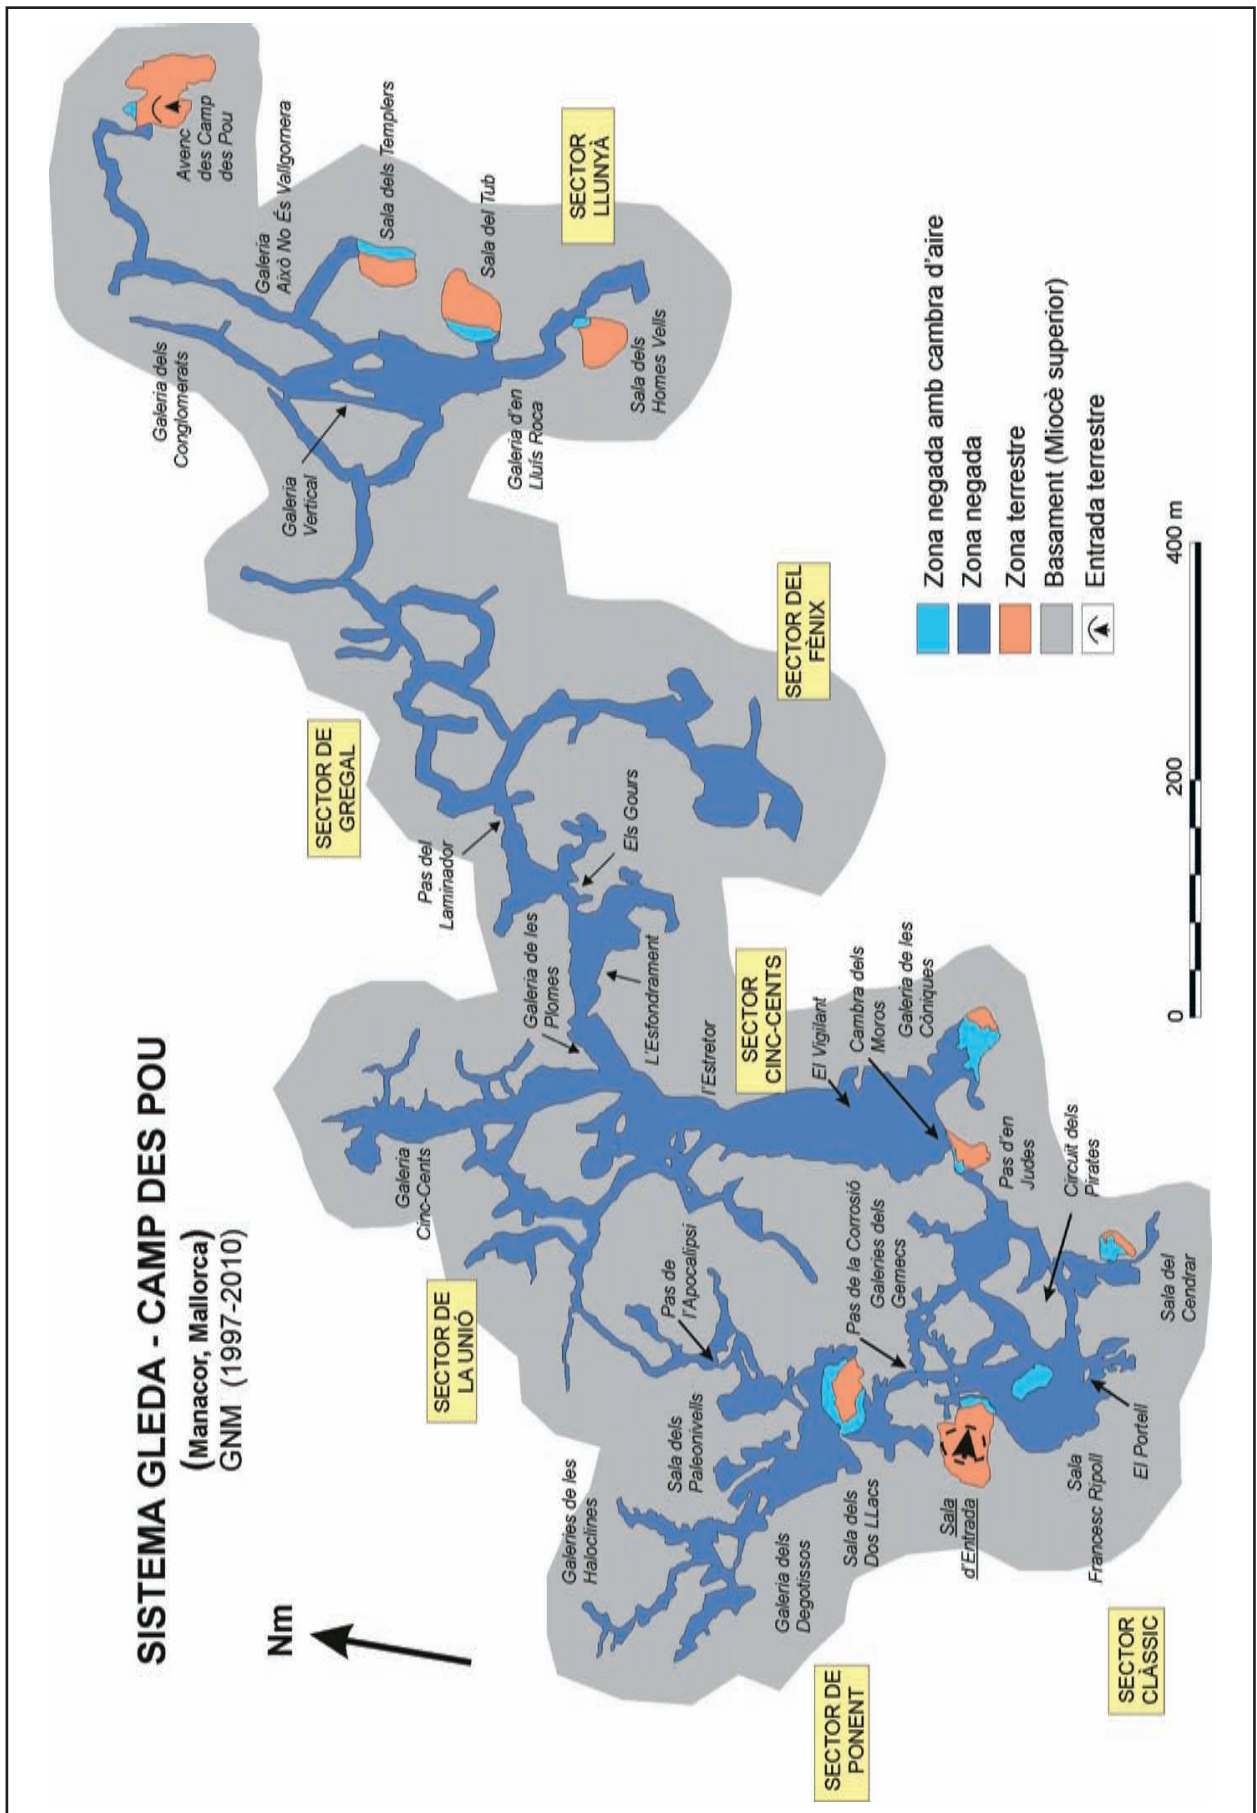 SISTEMA GLEDA - CAMP DES POU
(Manacor, Mallorca)
GNM (1997-2010)
Nm
Avenc
des Camp
des Pou
Galeria
Això No És Vallgornera
Sala dels Templers
Sala del Tub
SECTOR
LLUNYÀ
Galeria dels
Conglomerats
Galeria
Vertical
Galeria d'en
Lluís Roca
Sala dels
Homes Vells
SECTOR DE
GREGAL
SECTOR DEL
FÈNIX
Pas del
Laminador
Els Gours
Galeria de les
Plomes
L'Esfondrament
l'Estretor
SECTOR
CINC-CENTS
El Vigilant
Cambra dels
Moros
Galeria de les
Còniques
Galeria
Cinc-Cents
SECTOR DE
LA UNIÓ
Pas de
l'Apocalipsi
Pas de la Corrosió
Galeries dels
Gemecs
Pas d'en
Judes
Circuit dels
Pirates
Sala del
Cendrar
Galeries de les
Haloclines
Sala dels
Paleonivells
Galeria dels
Degotissos
Sala dels
Dos LLacs
Sala
d'Entrada
Sala
Francesc Ripoll
El Portell
SECTOR DE
PONENT
SECTOR
CLÀSSIC
Zona negada amb cambra d'aire
Zona negada
Zona terrestre
Basament (Miocè superior)
Entrada terrestre
0 200 400 m